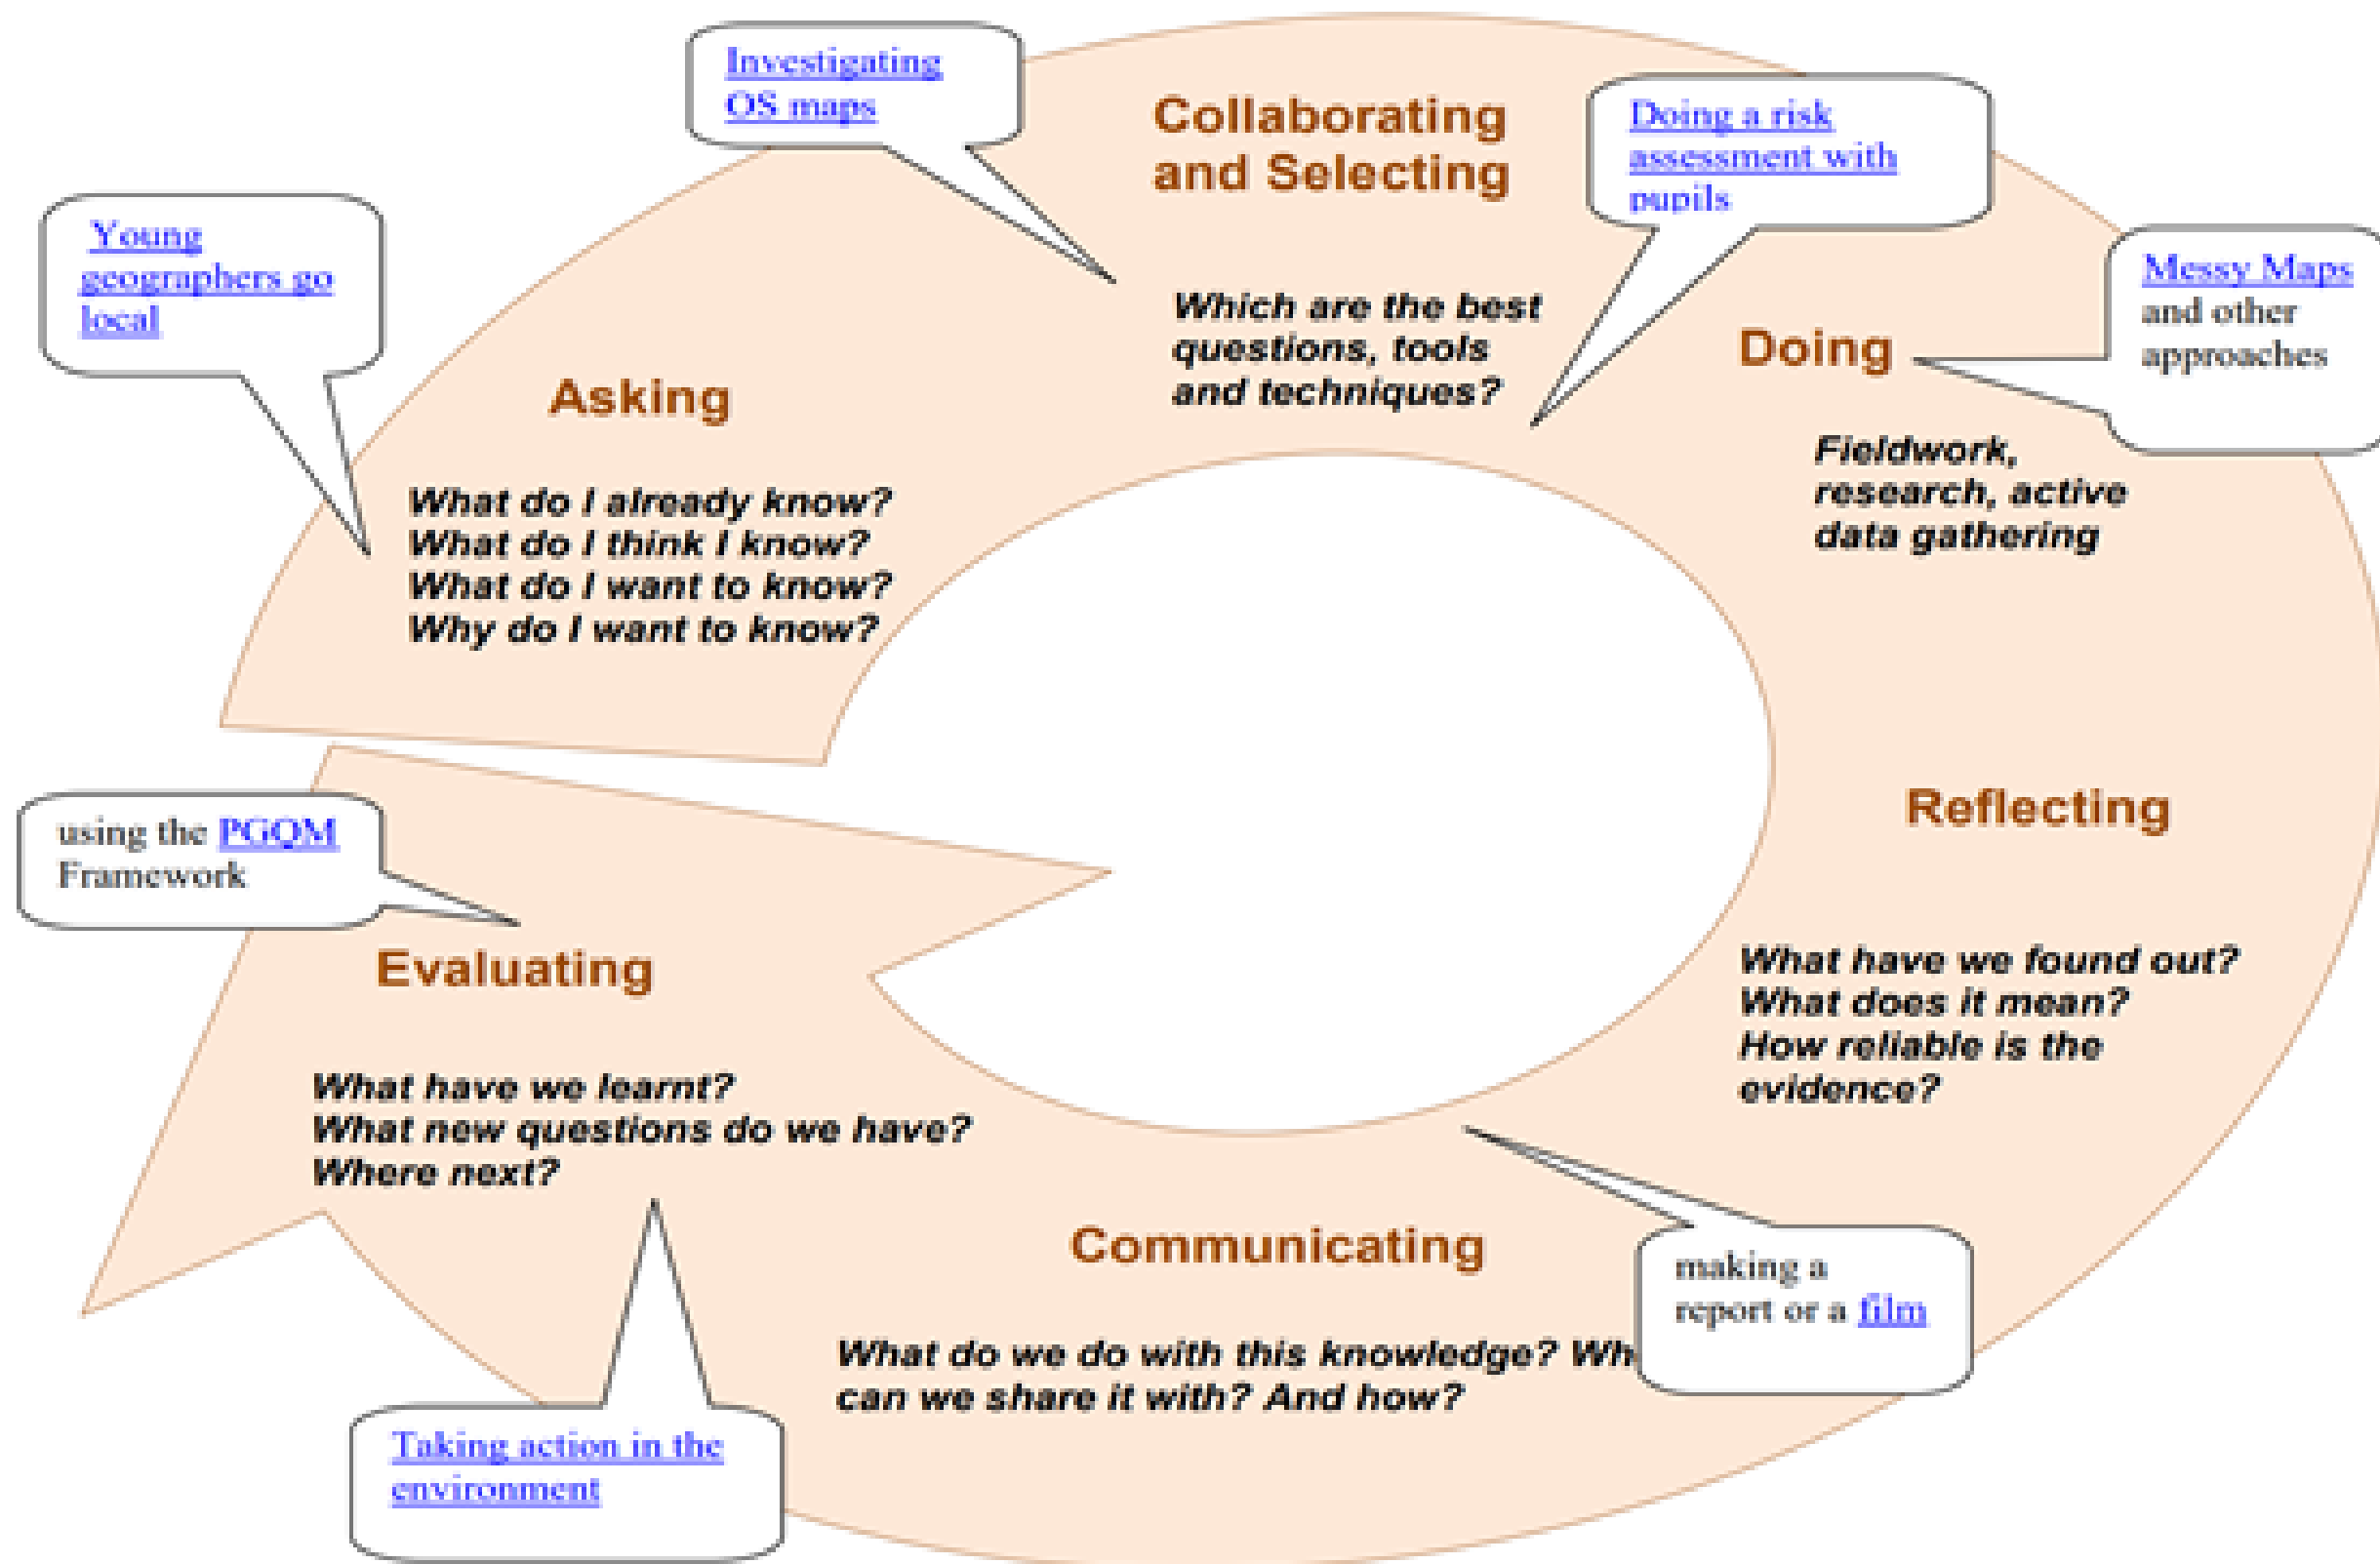 Investigating
OS maps
Collaborating
and Selecting
Doing a risk
assessment with
pupils
Young
geographers go
local
Messy Maps
and other
approaches
Which are the best
questions, tools
and techniques?
Doing
Asking
Fieldwork,
research, active
data gathering
What do I already know?
What do I think I know?
What do I want to know?
Why do I want to know?
using the PGQM
Framework
Reflecting
Evaluating
What have we found out?
What does it mean?
How reliable is the
evidence?
What have we learnt?
What new questions do we have?
Where next?
Communicating
making a
report or a film
What do we do with this knowledge? Wh
can we share it with? And how?
Taking action in the
environment